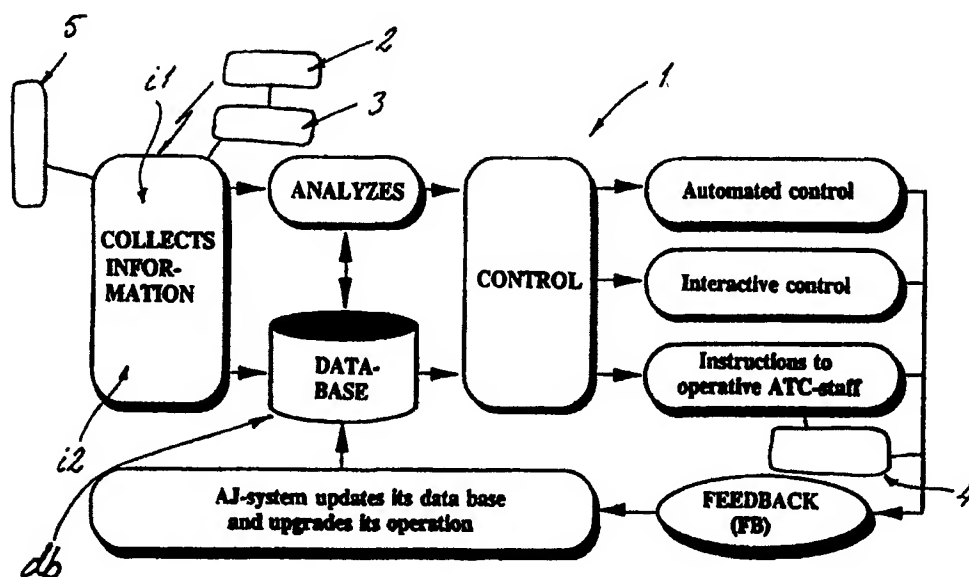 5
i1
2
3
1
ANALYZES
Automated control
COLLECTS
INFOR-
MATION
CONTROL
Interactive control
DATA-
BASE
Instructions to
operative ATC-staff
i2
4
AJ-system updates its data base
and upgrades its operation
FEEDBACK
(FB)
db